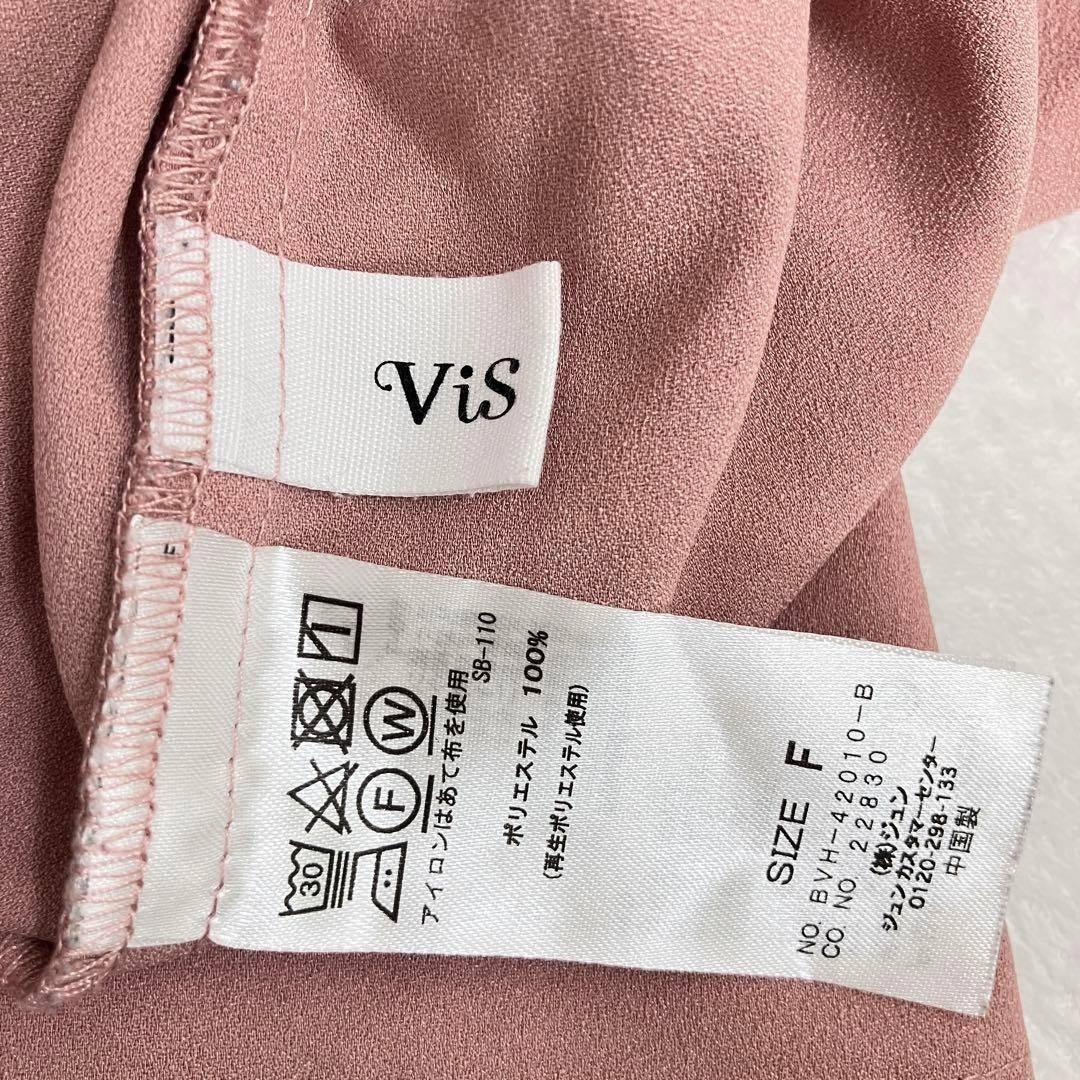 ViS
30
F
W
アイロンはあて布を使用
SB-110
ポリエステル 100%
(再生ポリエステル使用)
SIZE F
NO. BVH-42010-B
CO. NO. 22830
(株)ジュン
ジュンカスタマーセンター
0120-298-133
中国製